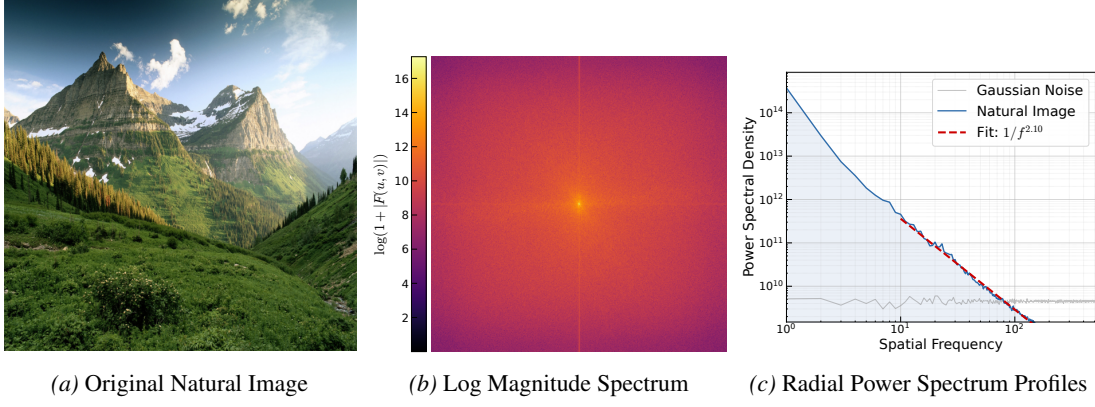 16
14
12
10
8
6
4
2
log(1 + |F(u, v)|)
Power Spectral Density
10^14
10^13
10^12
10^11
10^10
10^0
10^1
10^2
Spatial Frequency
Gaussian Noise
Natural Image
Fit: 1/f^2.10
(a) Original Natural Image
(b) Log Magnitude Spectrum
(c) Radial Power Spectrum Profiles